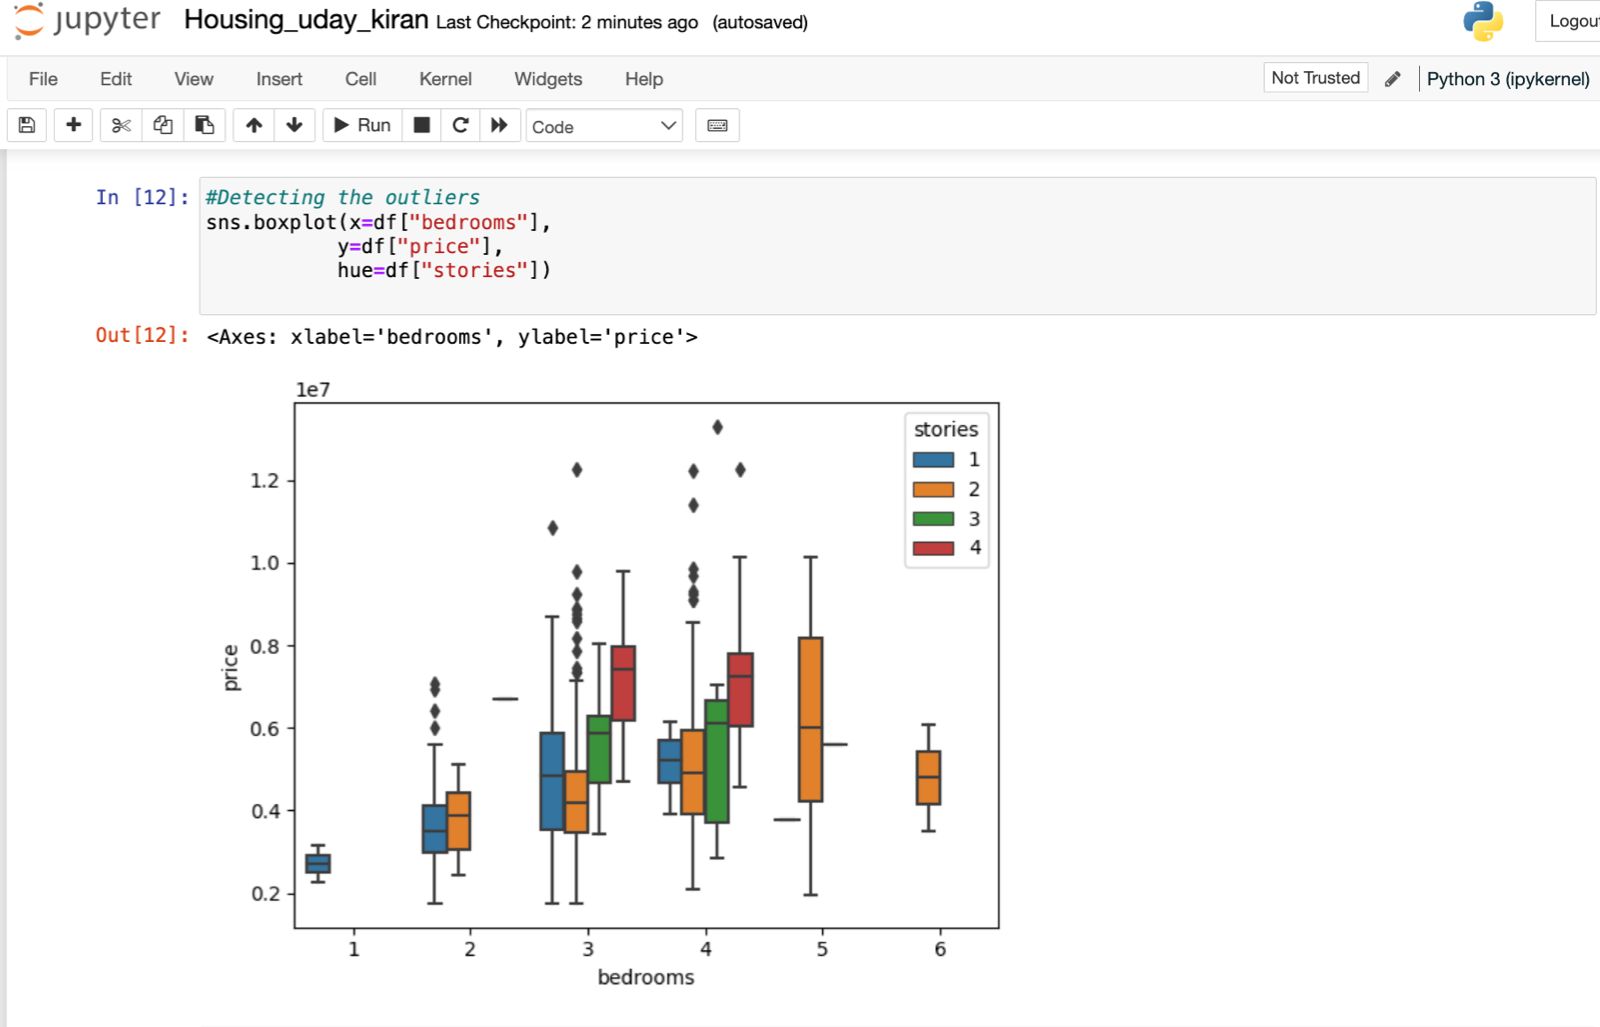 jupyter Housing_uday_kiran Last Checkpoint: 2 minutes ago (autosaved)
File Edit View Insert Cell Kernel Widgets Help Not Trusted Python 3 (ipykernel)
Run Code
In [12]: #Detecting the outliers
sns.boxplot(x=df["bedrooms"],
y=df["price"],
hue=df["stories"])
Out[12]: <Axes: xlabel='bedrooms', ylabel='price'>
1e7
stories
1
2
3
4
1.2
1.0
0.8
0.6
0.4
0.2
price
1 2 3 4 5 6
bedrooms